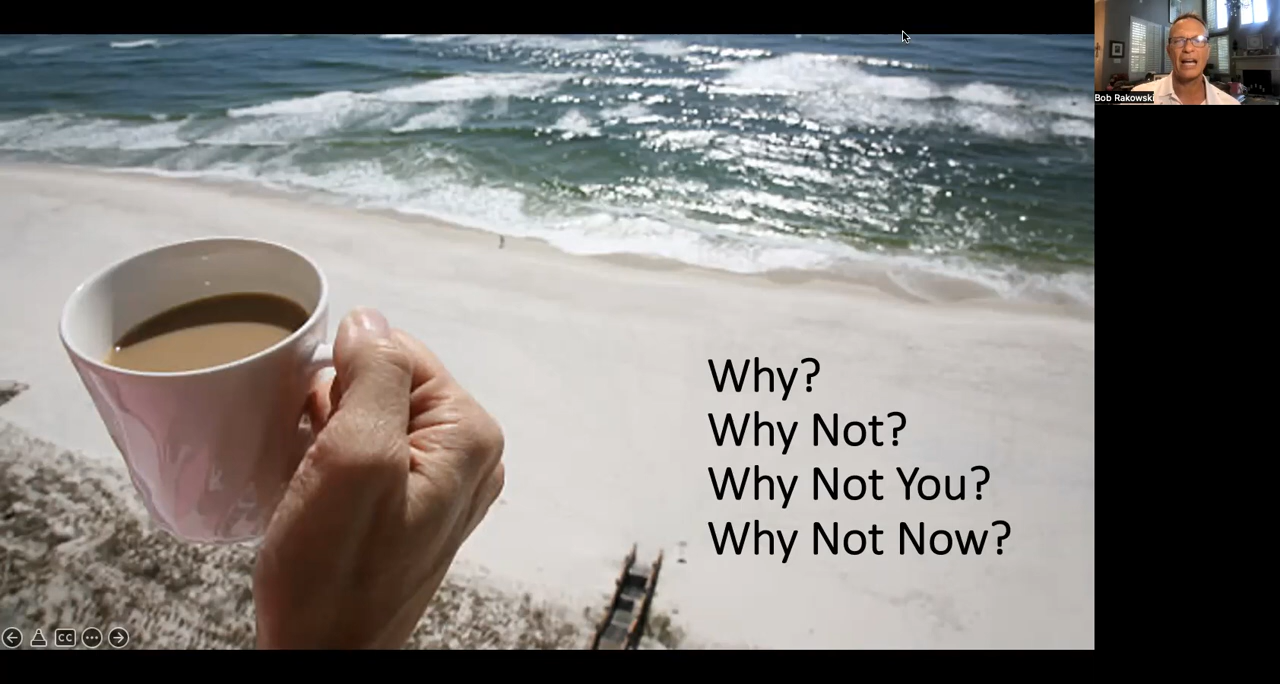 Bob Rakowski
Why?
Why Not?
Why Not You?
Why Not Now?
CC